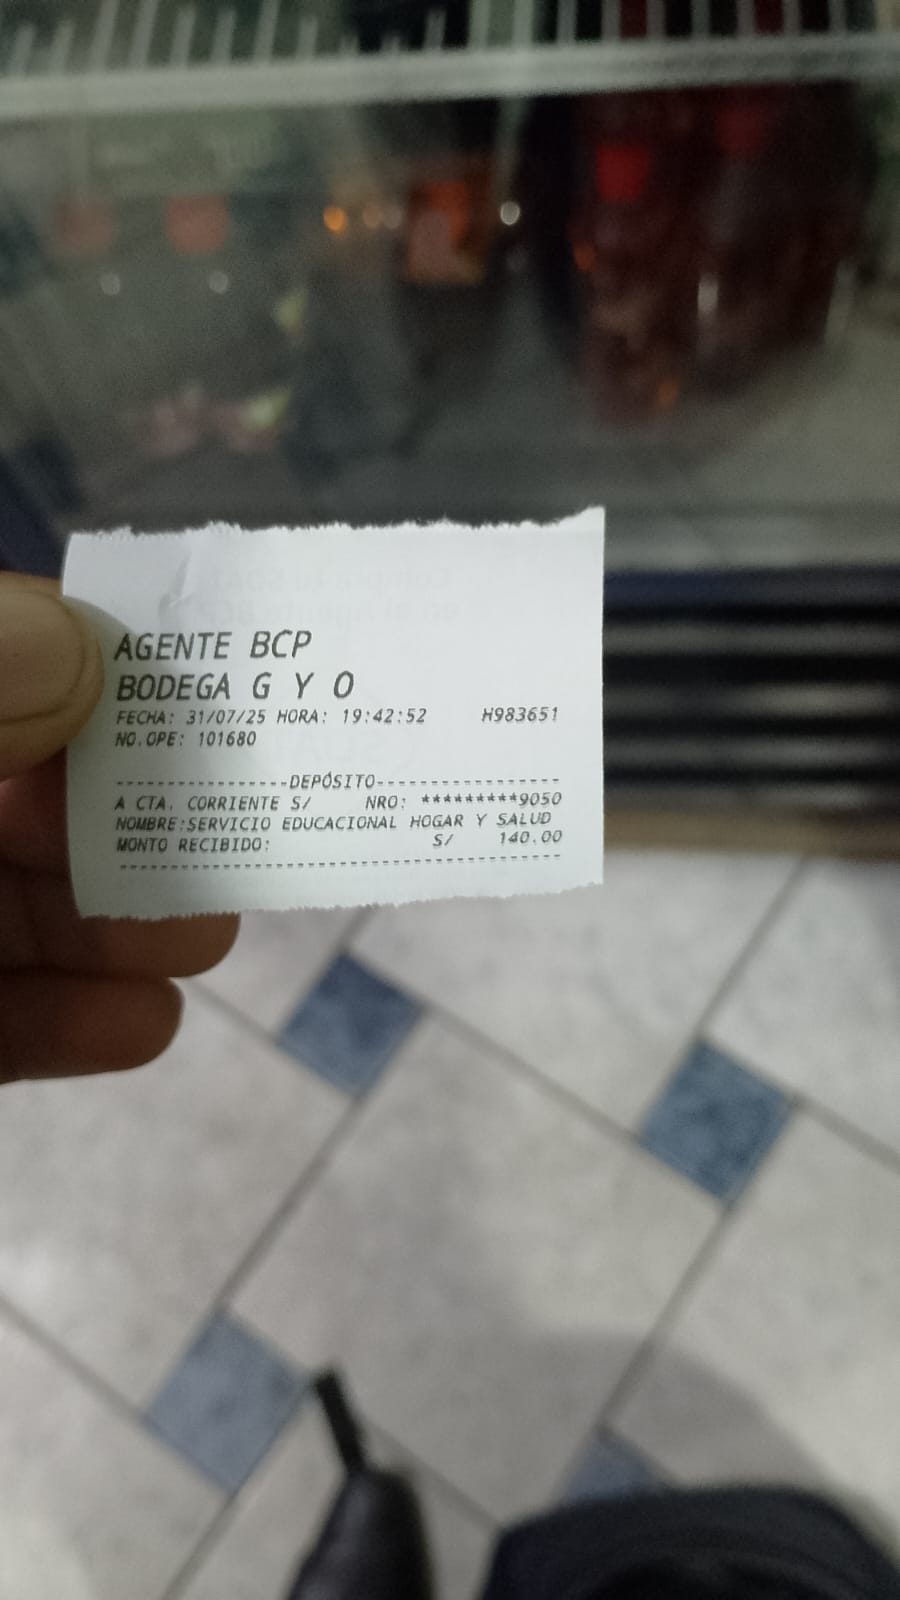 AGENTE BCP
BODEGA G Y O
FECHA: 31/07/25 HORA: 19:42:52 H983651
NO.OPE: 101680
-----------------DEPÓSITO------------------
A CTA. CORRIENTE S/ NRO: *********9050
NOMBRE:SERVICIO EDUCACIONAL HOGAR Y SALUD
MONTO RECIBIDO: S/ 140.00